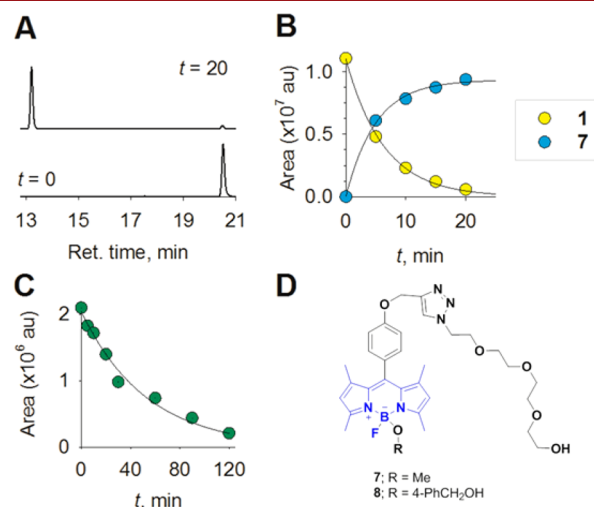 A
t = 20
t = 0
13 15 17 19 21
Ret. time, min
B
Area (x10⁷ au)
1.0
0.5
0.0
0 10 20
t, min
1
7
C
Area (x10⁶ au)
2
1
0
0 40 80 120
t, min
D
O
N
N
N
O
O
O
OH
N
+
B
−
N
F
O
R
7; R = Me
8; R = 4-PhCH₂OH